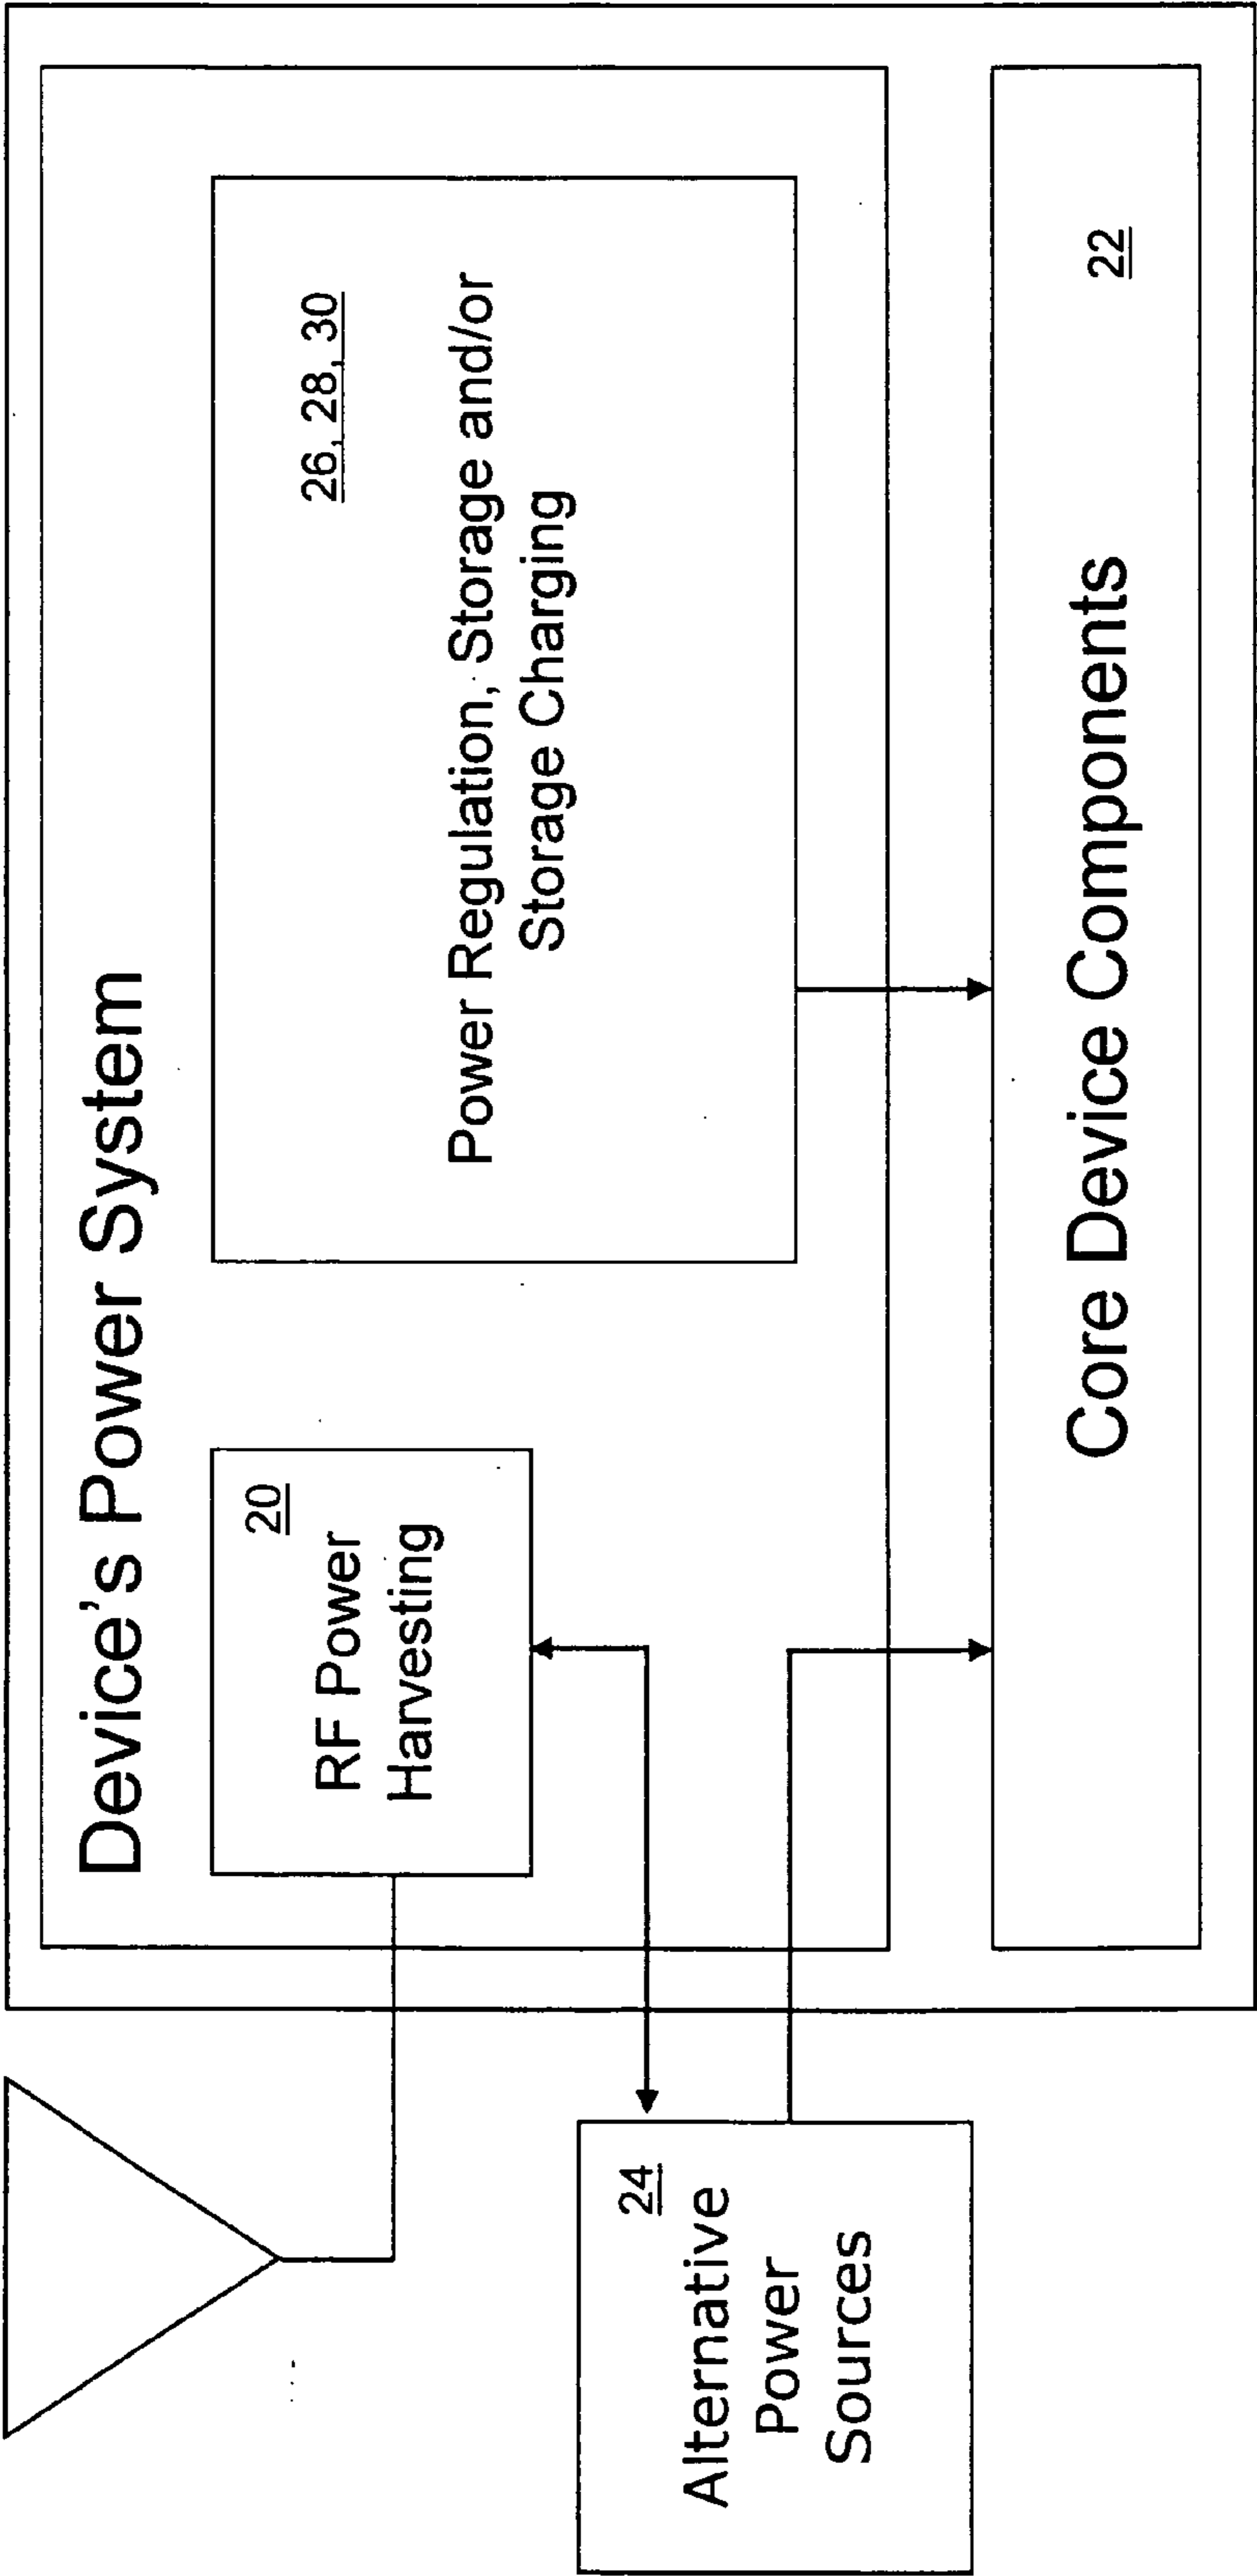 Device's Power System
20
RF Power
Harvesting
26, 28, 30
Power Regulation, Storage and/or
Storage Charging
24
Alternative
Power
Sources
22
Core Device Components